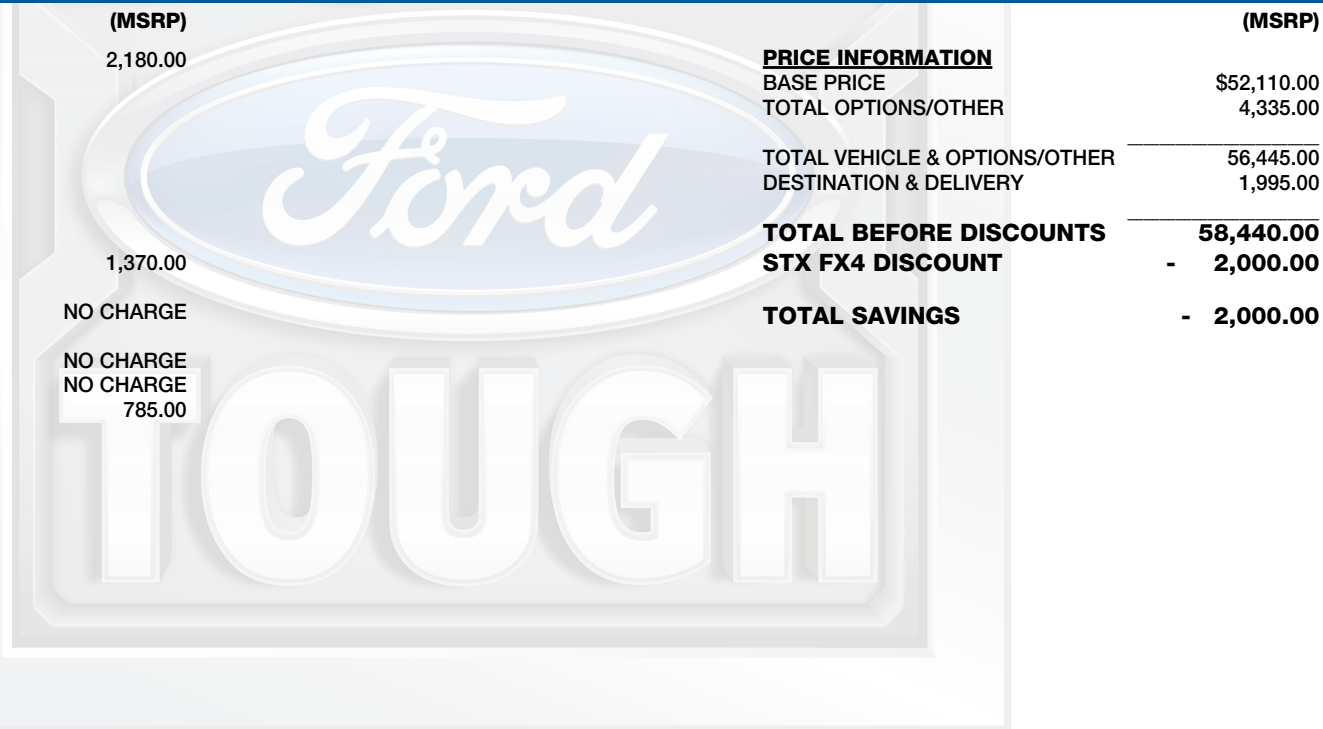 (MSRP)
2,180.00
1,370.00
NO CHARGE
NO CHARGE
NO CHARGE
785.00
(MSRP)
PRICE INFORMATION
BASE PRICE $52,110.00
TOTAL OPTIONS/OTHER 4,335.00
TOTAL VEHICLE & OPTIONS/OTHER 56,445.00
DESTINATION & DELIVERY 1,995.00
TOTAL BEFORE DISCOUNTS 58,440.00
STX FX4 DISCOUNT - 2,000.00
TOTAL SAVINGS - 2,000.00
Ford
TOUGH